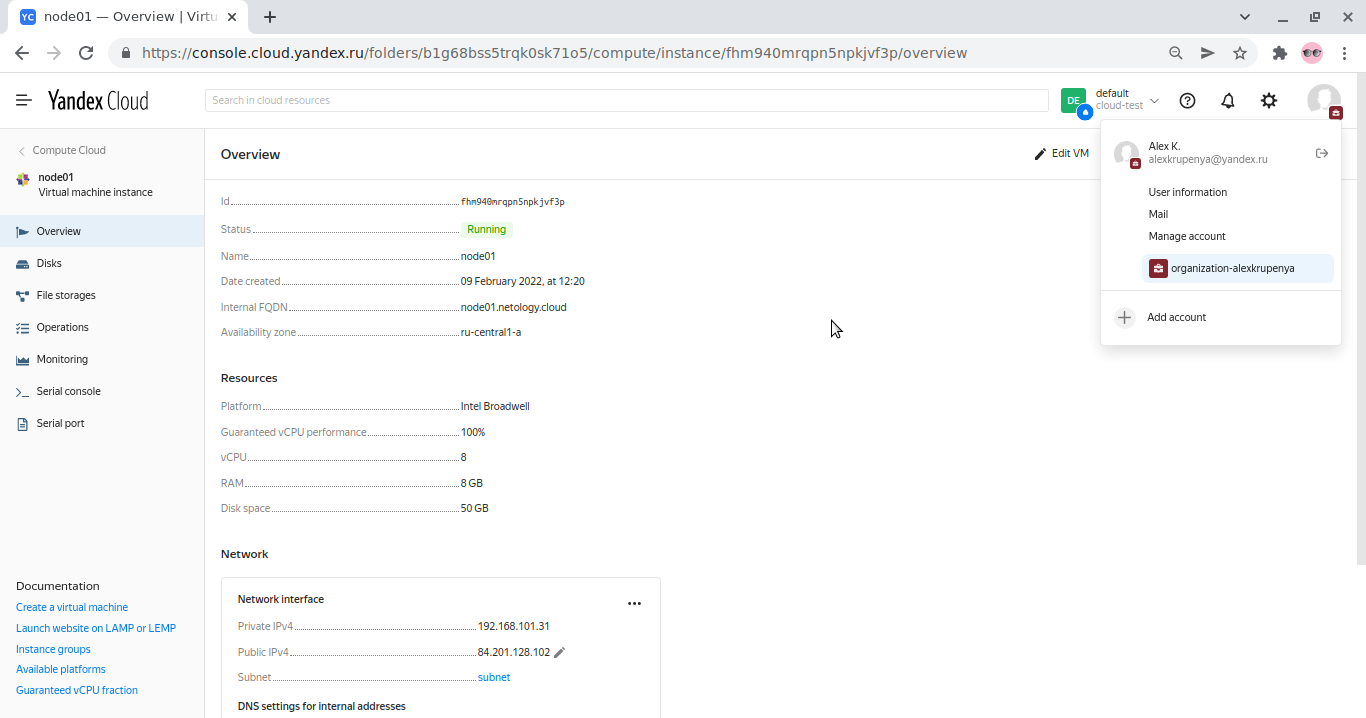 YC node01 — Overview | Virtu
https://console.cloud.yandex.ru/folders/b1g68bss5trqk0sk71o5/compute/instance/fhm940mrqpn5npkjvf3p/overview
Yandex Cloud
Search in cloud resources
DE
default
cloud-test
Compute Cloud
node01
Virtual machine instance
Overview
Disks
File storages
Operations
Monitoring
Serial console
Serial port
Documentation
Create a virtual machine
Launch website on LAMP or LEMP
Instance groups
Available platforms
Guaranteed vCPU fraction
Overview
Edit VM
Id fhm940mrqpn5npkjvf3p
Status Running
Name node01
Date created 09 February 2022, at 12:20
Internal FQDN node01.netology.cloud
Availability zone ru-central1-a
Resources
Platform Intel Broadwell
Guaranteed vCPU performance 100%
vCPU 8
RAM 8 GB
Disk space 50 GB
Network
Network interface
Private IPv4 192.168.101.31
Public IPv4 84.201.128.102
Subnet subnet
DNS settings for internal addresses
Alex K.
alexkrupenya@yandex.ru
User information
Mail
Manage account
organization-alexkrupenya
Add account